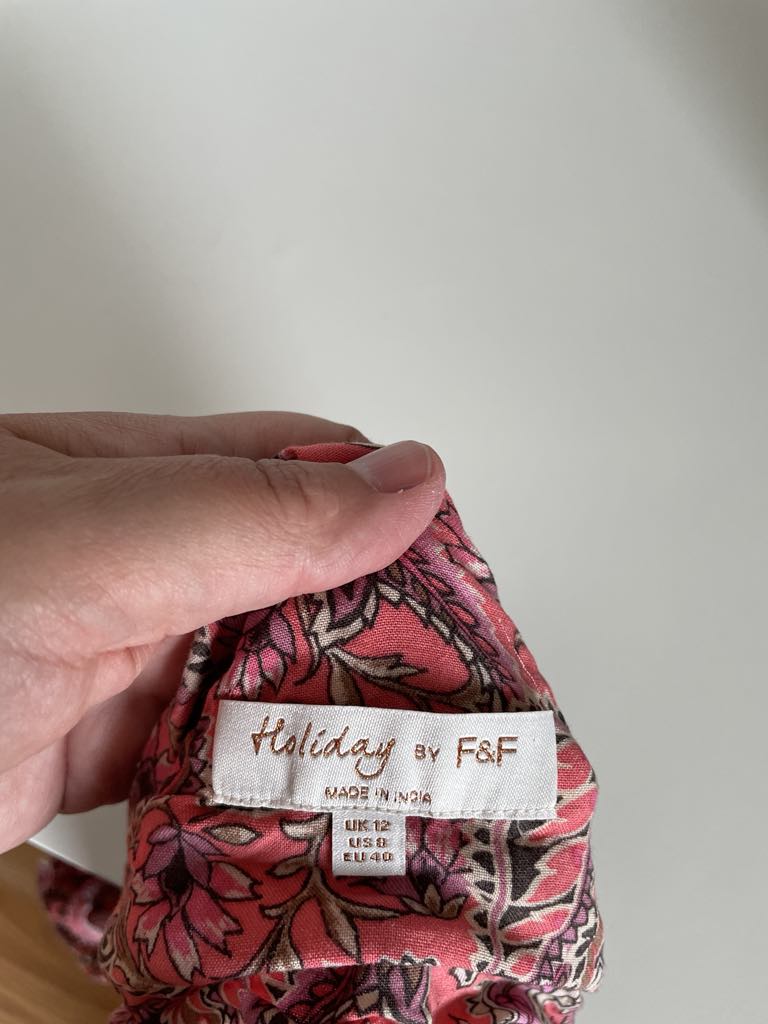 Holiday BY F&F
MADE IN INDIA
UK 12
US 8
EU 40